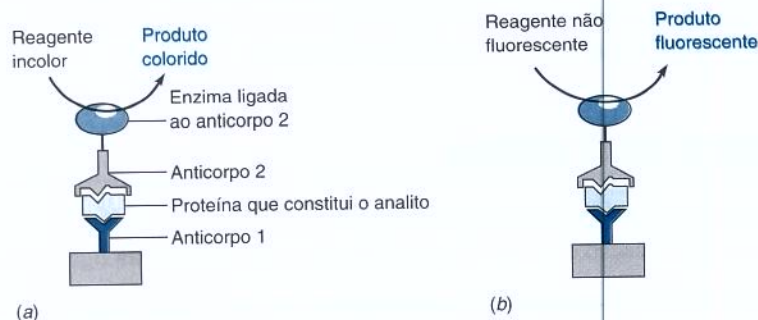 Reagente
incolor
Produto
colorido
Enzima ligada
ao anticorpo 2
Anticorpo 2
Proteína que constitui o analito
Anticorpo 1
(a)
Reagente não
fluorescente
Produto
fluorescente
(b)